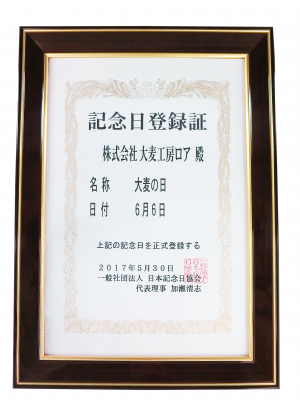 記念日登録証
株式会社 大麦工房ロア 殿
名称 大麦の日
日付 6月6日
上記の記念日を正式登録する
2017年5月30日
一般社団法人 日本記念日協会
代表理事 加瀬清志